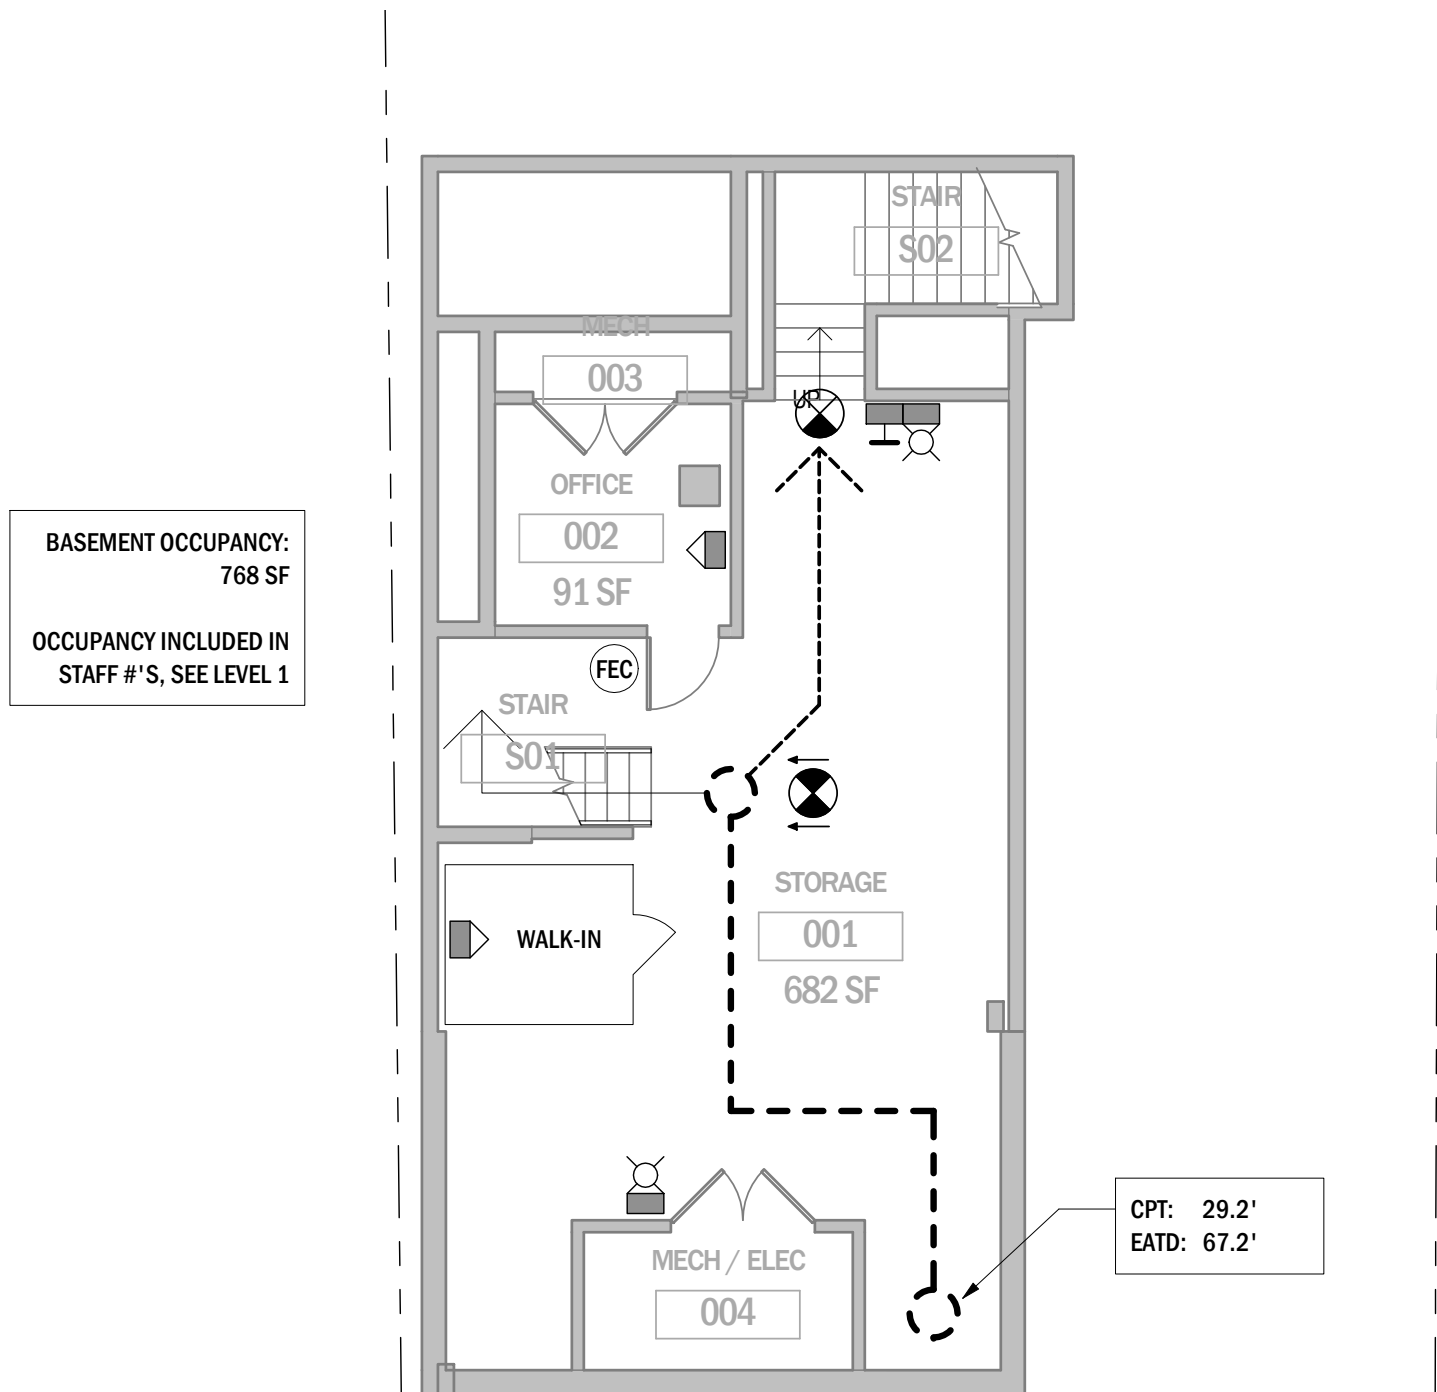 STAIR
S02
MECH
003
UP
OFFICE
002
91 SF
BASEMENT OCCUPANCY:
768 SF
OCCUPANCY INCLUDED IN
STAFF #'S, SEE LEVEL 1
FEC
STAIR
S01
STORAGE
001
682 SF
WALK-IN
CPT: 29.2'
EATD: 67.2'
MECH / ELEC
004